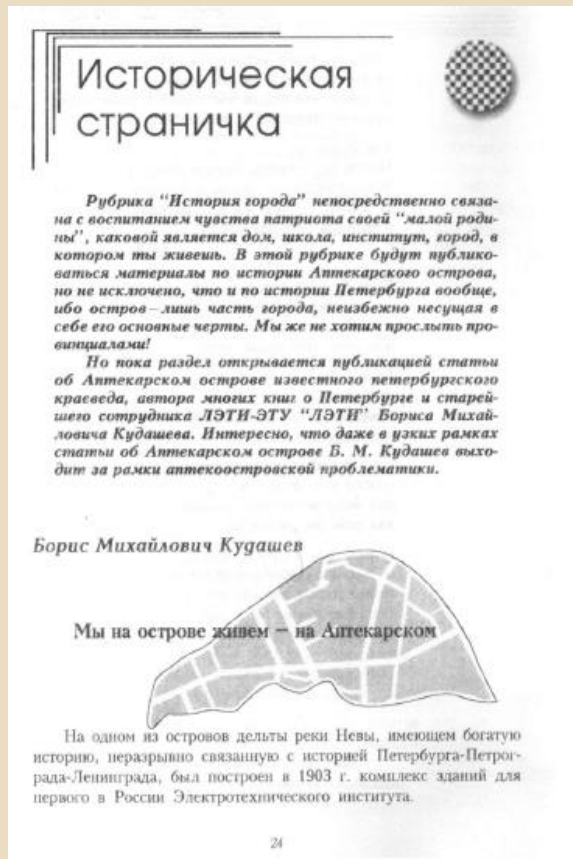 Историческая
страничка
Рубрика "История города" непосредственно связа-
на с воспитанием чувства патриота своей "малой роди-
ны", каковой является дом, школа, институт, город, в
котором ты живешь. В этой рубрике будут публико-
ваться материалы по истории Аптекарского острова,
но не исключено, что и по истории Петербурга вообще,
ибо остров – лишь часть города, неизбежно несущая в
себе его основные черты. Мы же не хотим прослыть про-
винциалами!
Но пока раздел открывается публикацией статьи
об Аптекарском острове известного петербургского
краеведа, автора многих книг о Петербурге и старей-
шего сотрудника ЛЭТИ-ЭТУ "ЛЭТИ" Бориса Михай-
ловича Кудашева. Интересно, что даже в узких рамках
статьи об Аптекарском острове Б. М. Кудашев выхо-
дит за рамки аптекоостровской проблематики.
Борис Михайлович Кудашев
Мы на острове живем – на Аптекарском
На одном из островов дельты реки Невы, имеющем богатую
историю, неразрывно связанную с историей Петербурга-Петрог-
рада-Ленинграда, был построен в 1903 г. комплекс зданий для
первого в России Электротехнического института.
24